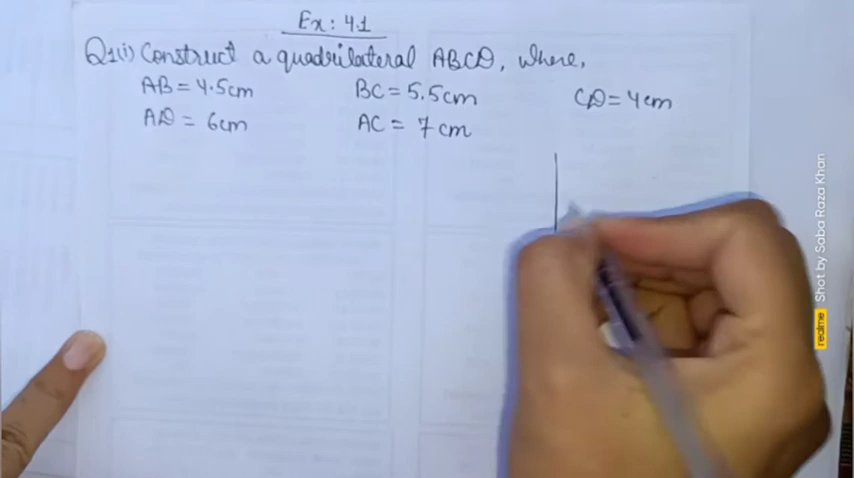 Ex: 4.1
Q1(i) Construct a quadrilateral ABCD, where,
AB = 4.5cm BC = 5.5cm CD = 4cm
AD = 6cm AC = 7cm
realme Shot by Saba Raza Khan